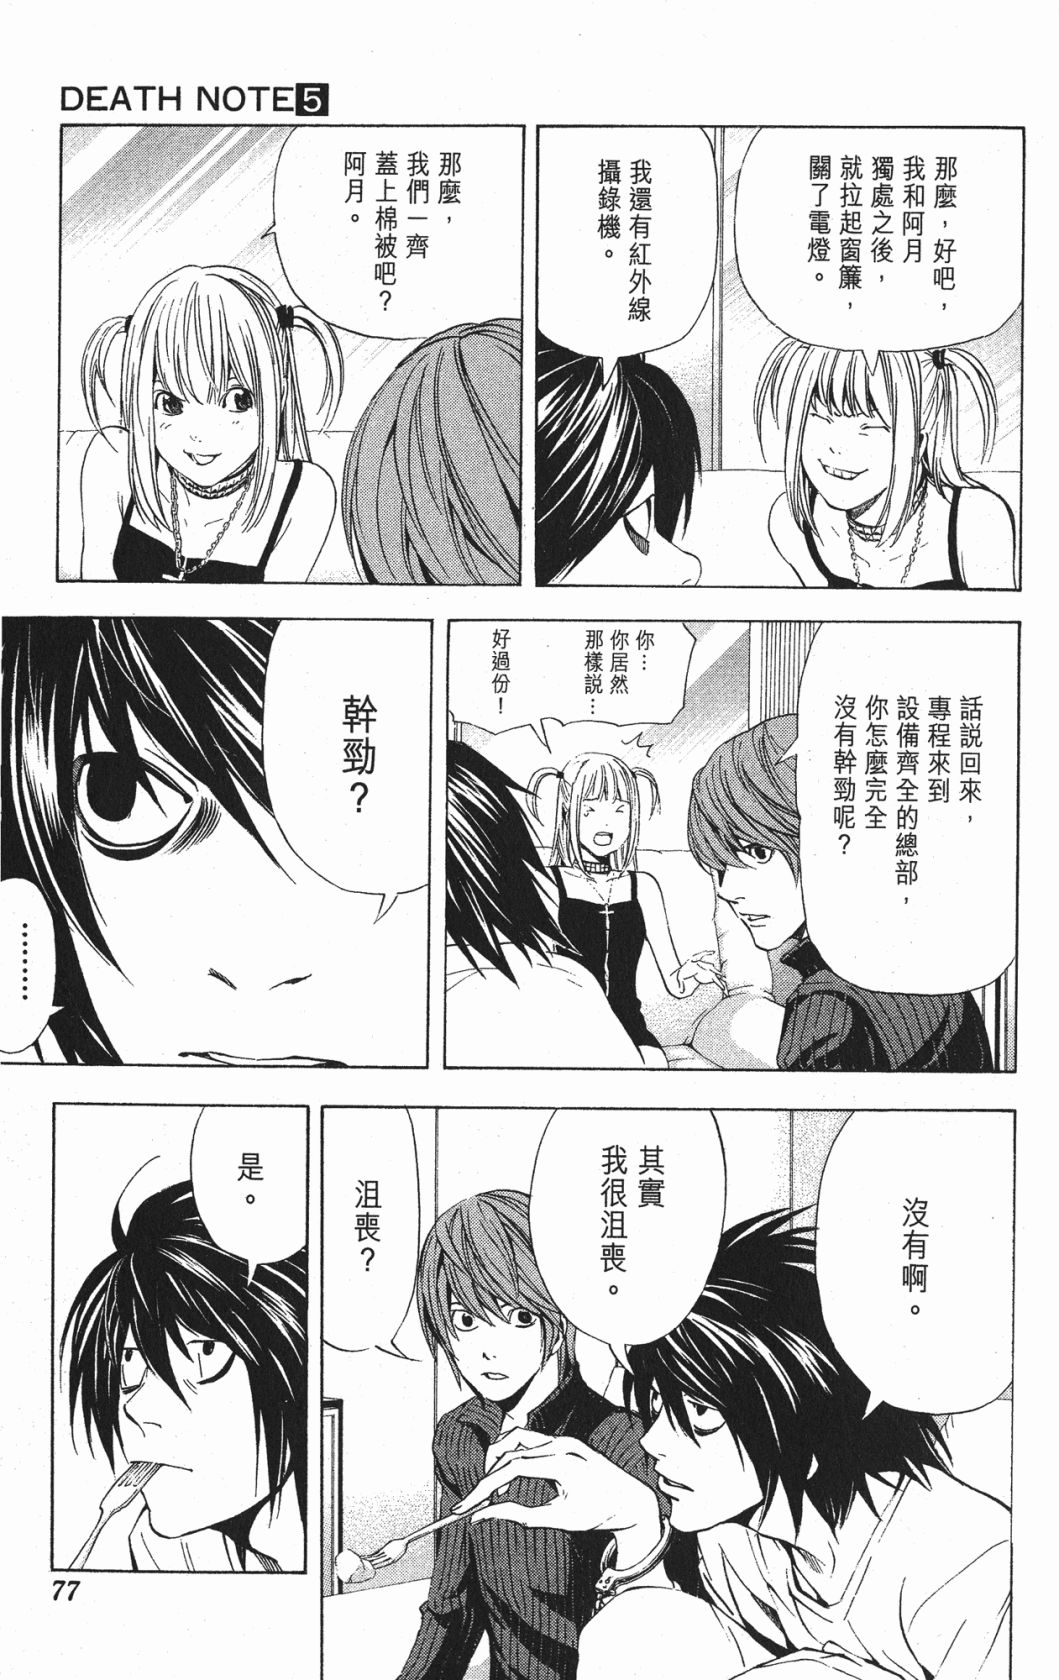 DEATH NOTE5
那麼，好吧，
我和阿月
獨處之後，
就拉起窗簾，
關了電燈。
我還有紅外線
攝錄機。
那麼，
我們一齊
蓋上棉被吧？
阿月。
話說回來，
專程來到
設備齊全的總部，
你怎麼完全
沒有幹勁呢？
你…
你居然
那樣說…
好過份！
幹勁？
………
沒有啊。
其實
我很沮喪。
沮喪？
是。
77